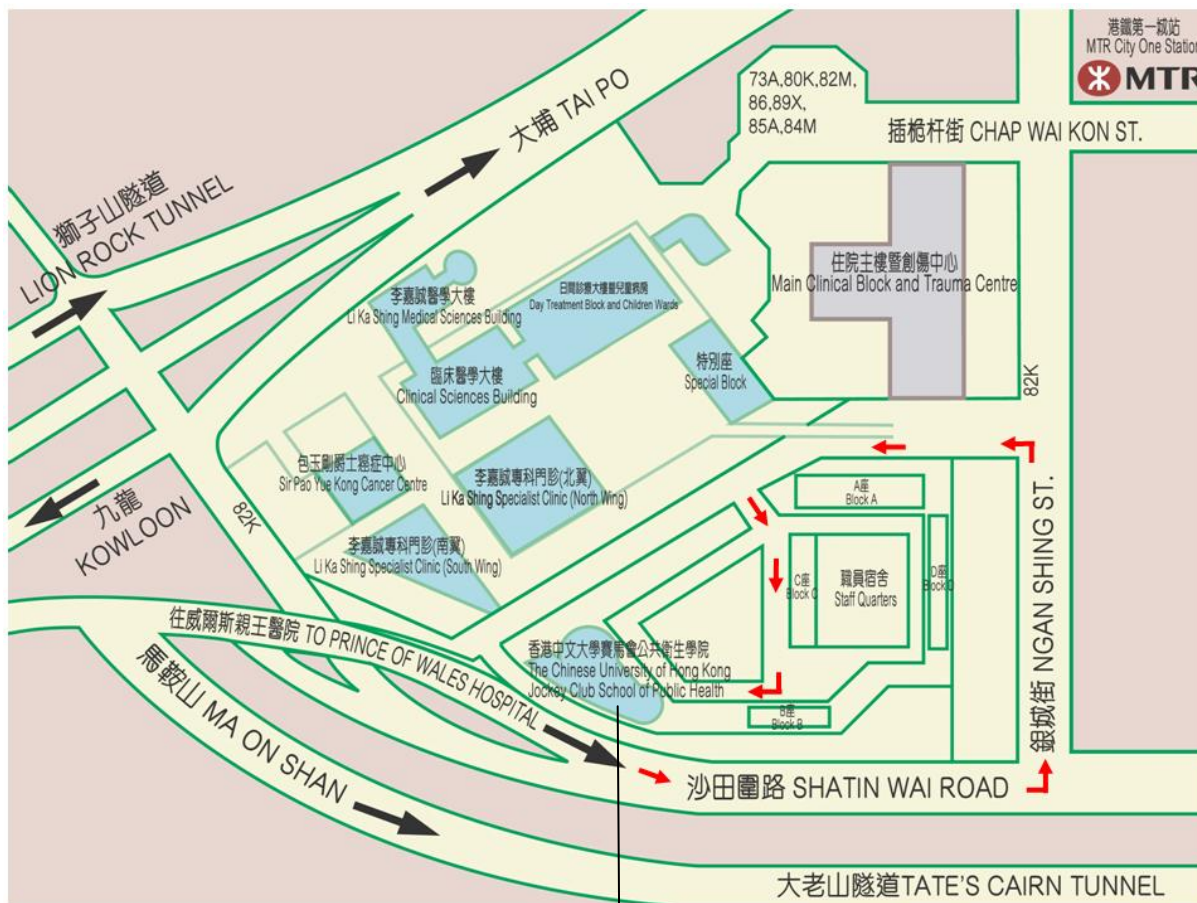 港鐵第一城站
MTR City One Station
MTR
73A,80K,82M,
86,89X,
85A,84M
插桅杆街 CHAP WAI KON ST.
大埔 TAI PO
獅子山隧道
LION ROCK TUNNEL
住院主樓暨創傷中心
Main Clinical Block and Trauma Centre
李嘉誠醫學大樓
Li Ka Shing Medical Sciences Building
日間診療大樓暨兒童病房
Day Treatment Block and Children Wards
特別座
Special Block
臨床醫學大樓
Clinical Sciences Building
82K
包玉剛爵士癌症中心
Sir Pao Yue Kong Cancer Centre
李嘉誠專科門診(北翼)
Li Ka Shing Specialist Clinic (North Wing)
九龍
KOWLOON
82K
李嘉誠專科門診(南翼)
Li Ka Shing Specialist Clinic (South Wing)
A座
Block A
C座
Block C
職員宿舍
Staff Quarters
D座
Block D
銀城街 NGAN SHING ST.
往威爾斯親王醫院 TO PRINCE OF WALES HOSPITAL
香港中文大學賽馬會公共衛生學院
The Chinese University of Hong Kong
Jockey Club School of Public Health
馬鞍山 MA ON SHAN
B座
Block B
沙田圍路 SHATIN WAI ROAD
大老山隧道TATE'S CAIRN TUNNEL